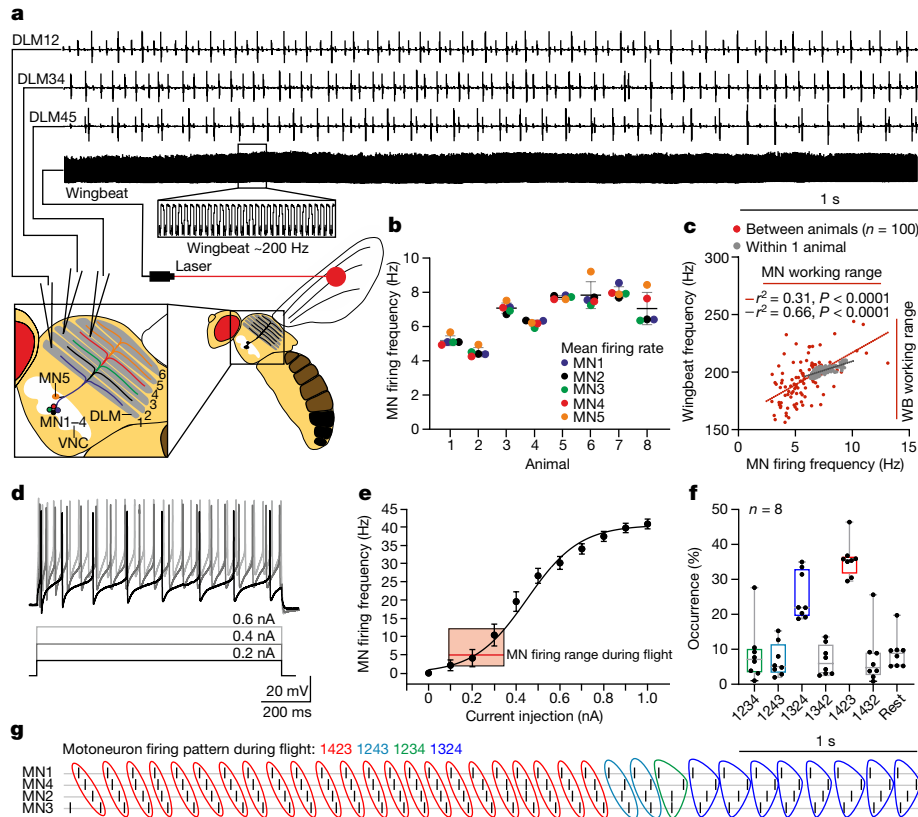 a
DLM12
DLM34
DLM45
Wingbeat
1 s
Wingbeat ~200 Hz
Laser
MN5
MN1–4
VNC
DLM
6
5
4
3
2
1
b
MN firing frequency (Hz)
10
8
6
4
2
0
1 2 3 4 5 6 7 8
Animal
Mean firing rate
MN1
MN2
MN3
MN4
MN5
c
Between animals (n = 100)
Within 1 animal
MN working range
r² = 0.31, P < 0.0001
r² = 0.66, P < 0.0001
WB working range
Wingbeat frequency (Hz)
300
250
200
150
0 5 10 15
MN firing frequency (Hz)
d
0.6 nA
0.4 nA
0.2 nA
20 mV
200 ms
e
MN firing frequency (Hz)
45
40
35
30
25
20
15
10
5
0
MN firing range during flight
0 0.2 0.4 0.6 0.8 1.0
Current injection (nA)
f
n = 8
Occurrence (%)
50
40
30
20
10
0
1234 1243 1324 1342 1423 1432 Rest
g
Motoneuron firing pattern during flight: 1423 1243 1234 1324
1 s
MN1
MN4
MN2
MN3